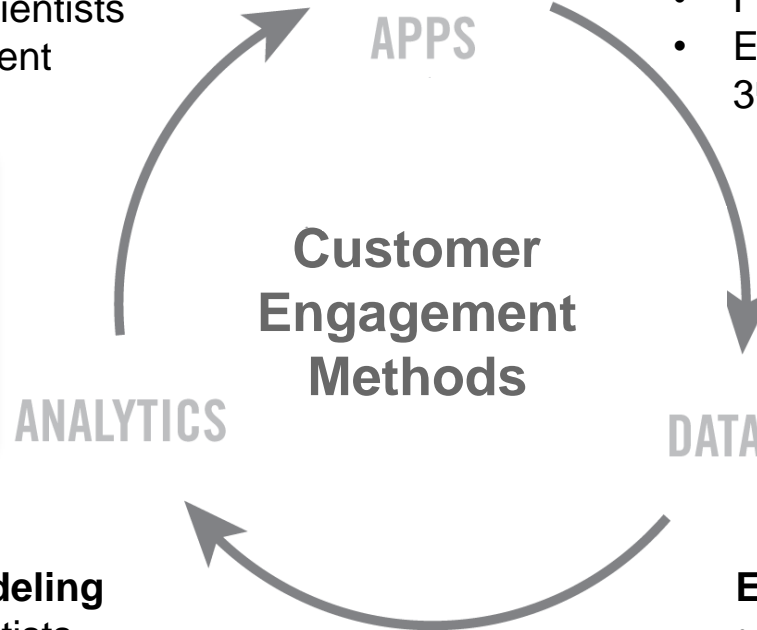 ent
APPS
Customer
Engagement
Methods
ANALYTICS
DATA
deling